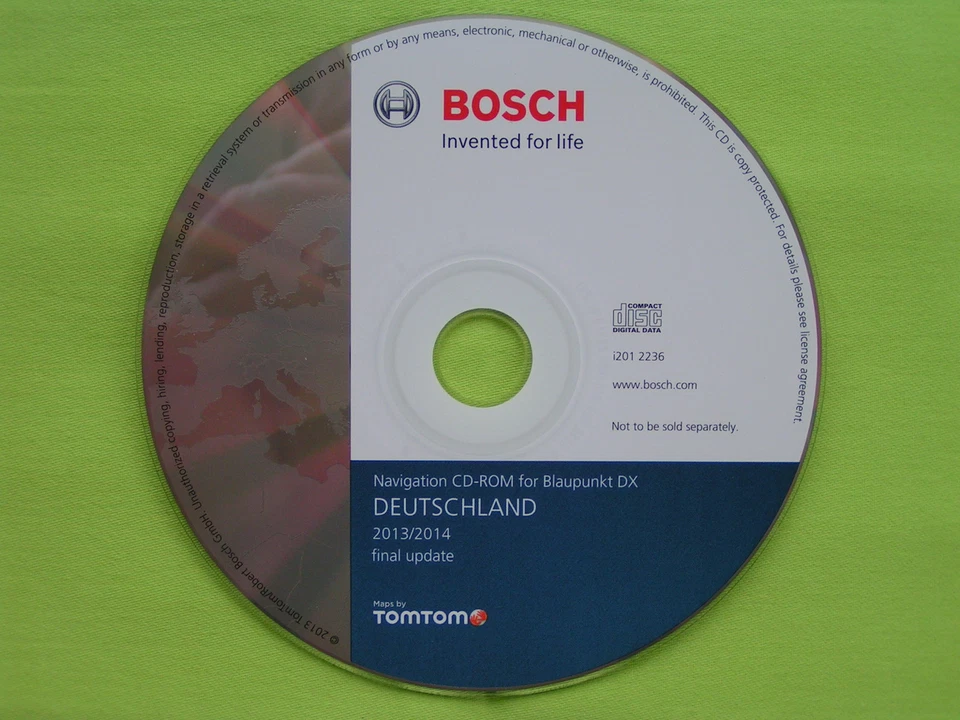 © 2013 TomTom/Robert Bosch GmbH. Unauthorized copying, hiring, lending, reproduction, storage in a retrieval system or transmission in any form or by any means, electronic, mechanical or otherwise, is prohibited. This CD is copy protected. For details please see license agreement.
BOSCH
Invented for life
COMPACT
disc
DIGITAL DATA
i201 2236
www.bosch.com
Not to be sold separately.
Navigation CD-ROM for Blaupunkt DX
DEUTSCHLAND
2013/2014
final update
Maps by
TOMTOM